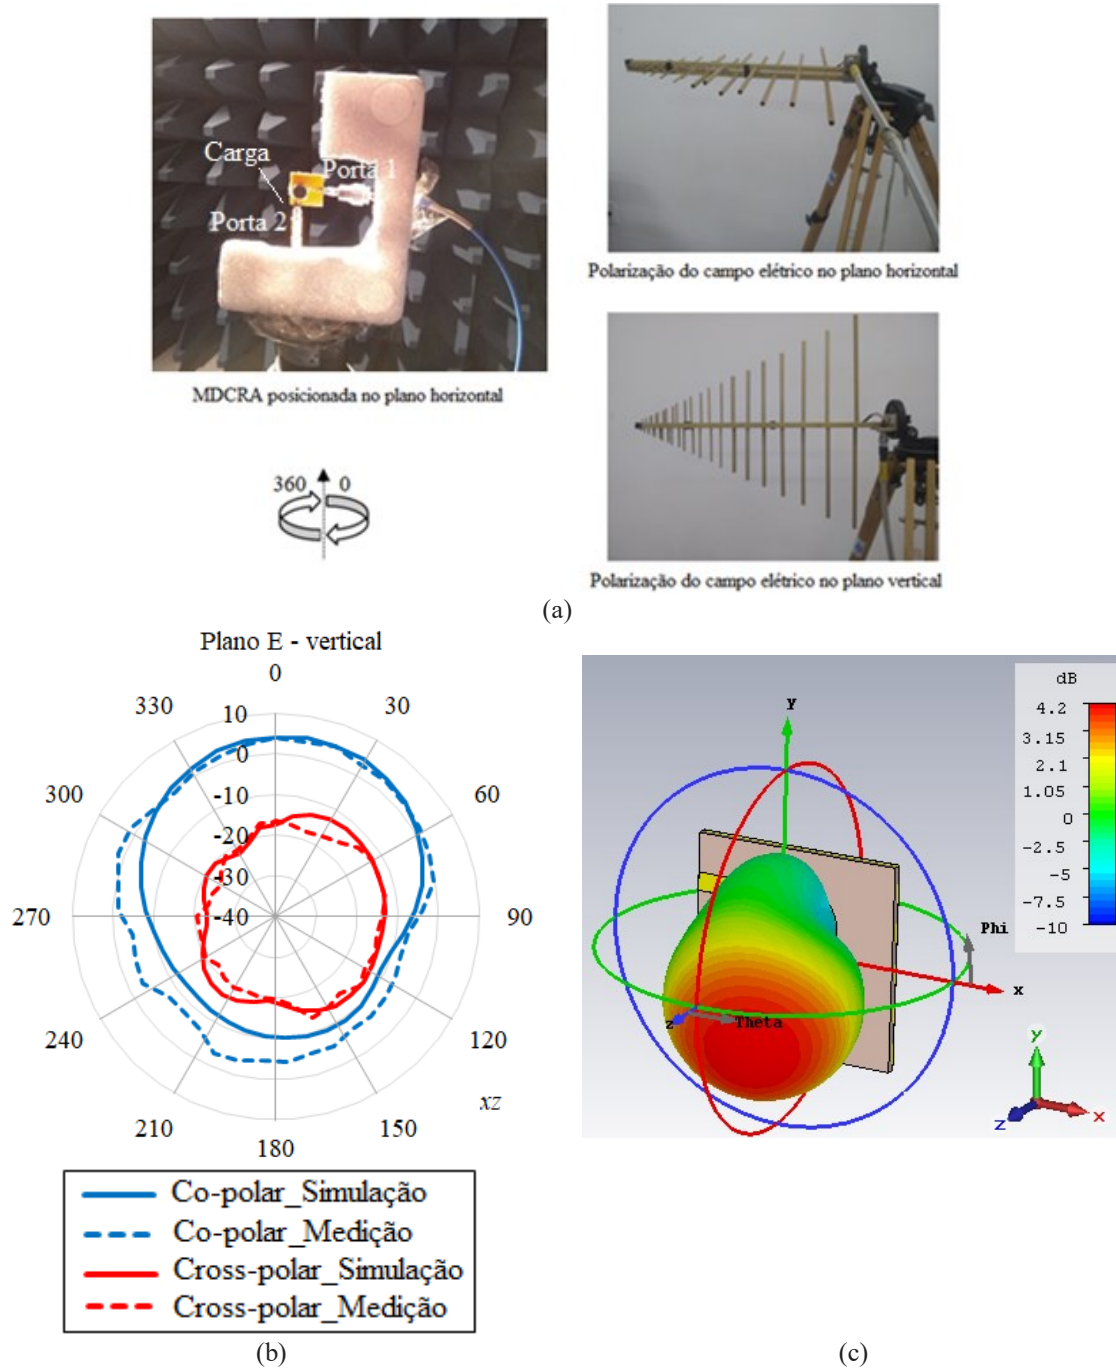 Carga
Porta 1
Porta 2
MDCRA posicionada no plano horizontal
360 0
Polarização do campo elétrico no plano horizontal
Polarização do campo elétrico no plano vertical
(a)
Plano E - vertical
0
330 30
10
0
300 60
-10
-20
-30
270 -40 90
240 120
xz
210 150
180
Co-polar_Simulação
Co-polar_Medição
Cross-polar_Simulação
Cross-polar_Medição
(b)
dB
4.2
3.15
2.1
1.05
0
-2.5
-5
-7.5
-10
y
Phi
x
z
Theta
y
z
x
(c)